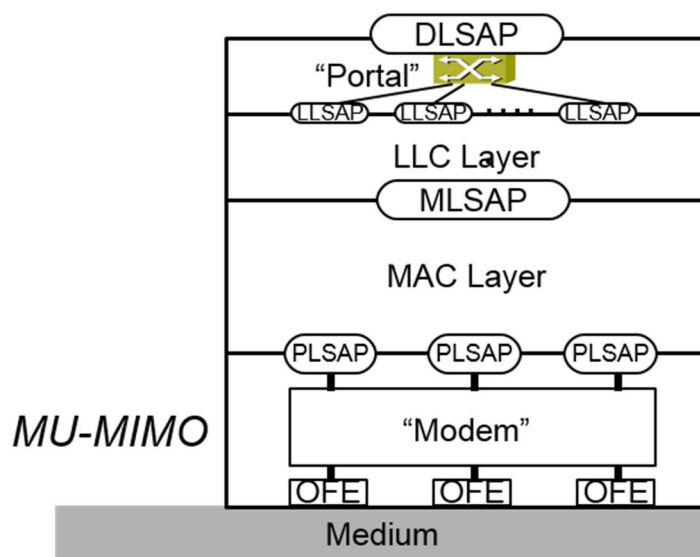 DLSAP
“Portal”
LLSAP LLSAP .... LLSAP
LLC Layer
MLSAP
MAC Layer
PLSAP PLSAP PLSAP
MU-MIMO
“Modem”
OFE OFE OFE
Medium